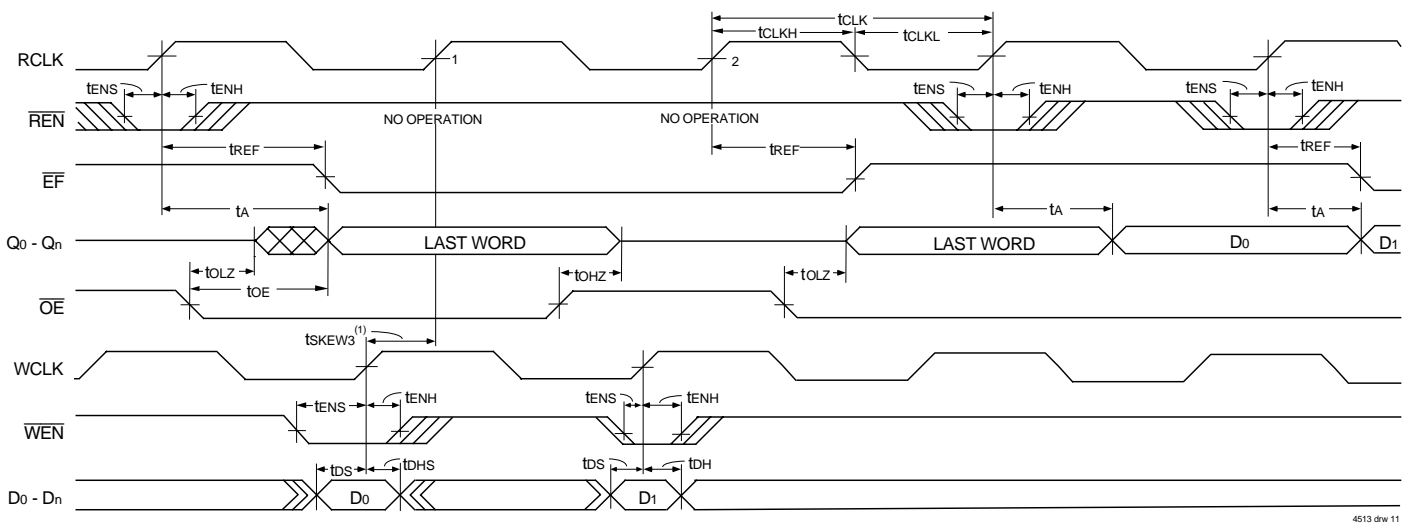 tCLK
tCLKH tCLKL
RCLK 1 2
tENS tENH tENS tENH tENS tENH
REN NO OPERATION NO OPERATION
tREF tREF tREF
EF
tA tA tA
Q0 - Qn LAST WORD LAST WORD D0 D1
tOLZ tOHZ tOLZ
tOE
OE
tSKEW3(1)
WCLK
tENS tENH tENS tENH
WEN
tDS tDHS tDS tDH
D0 - Dn D0 D1
4513 drw 11